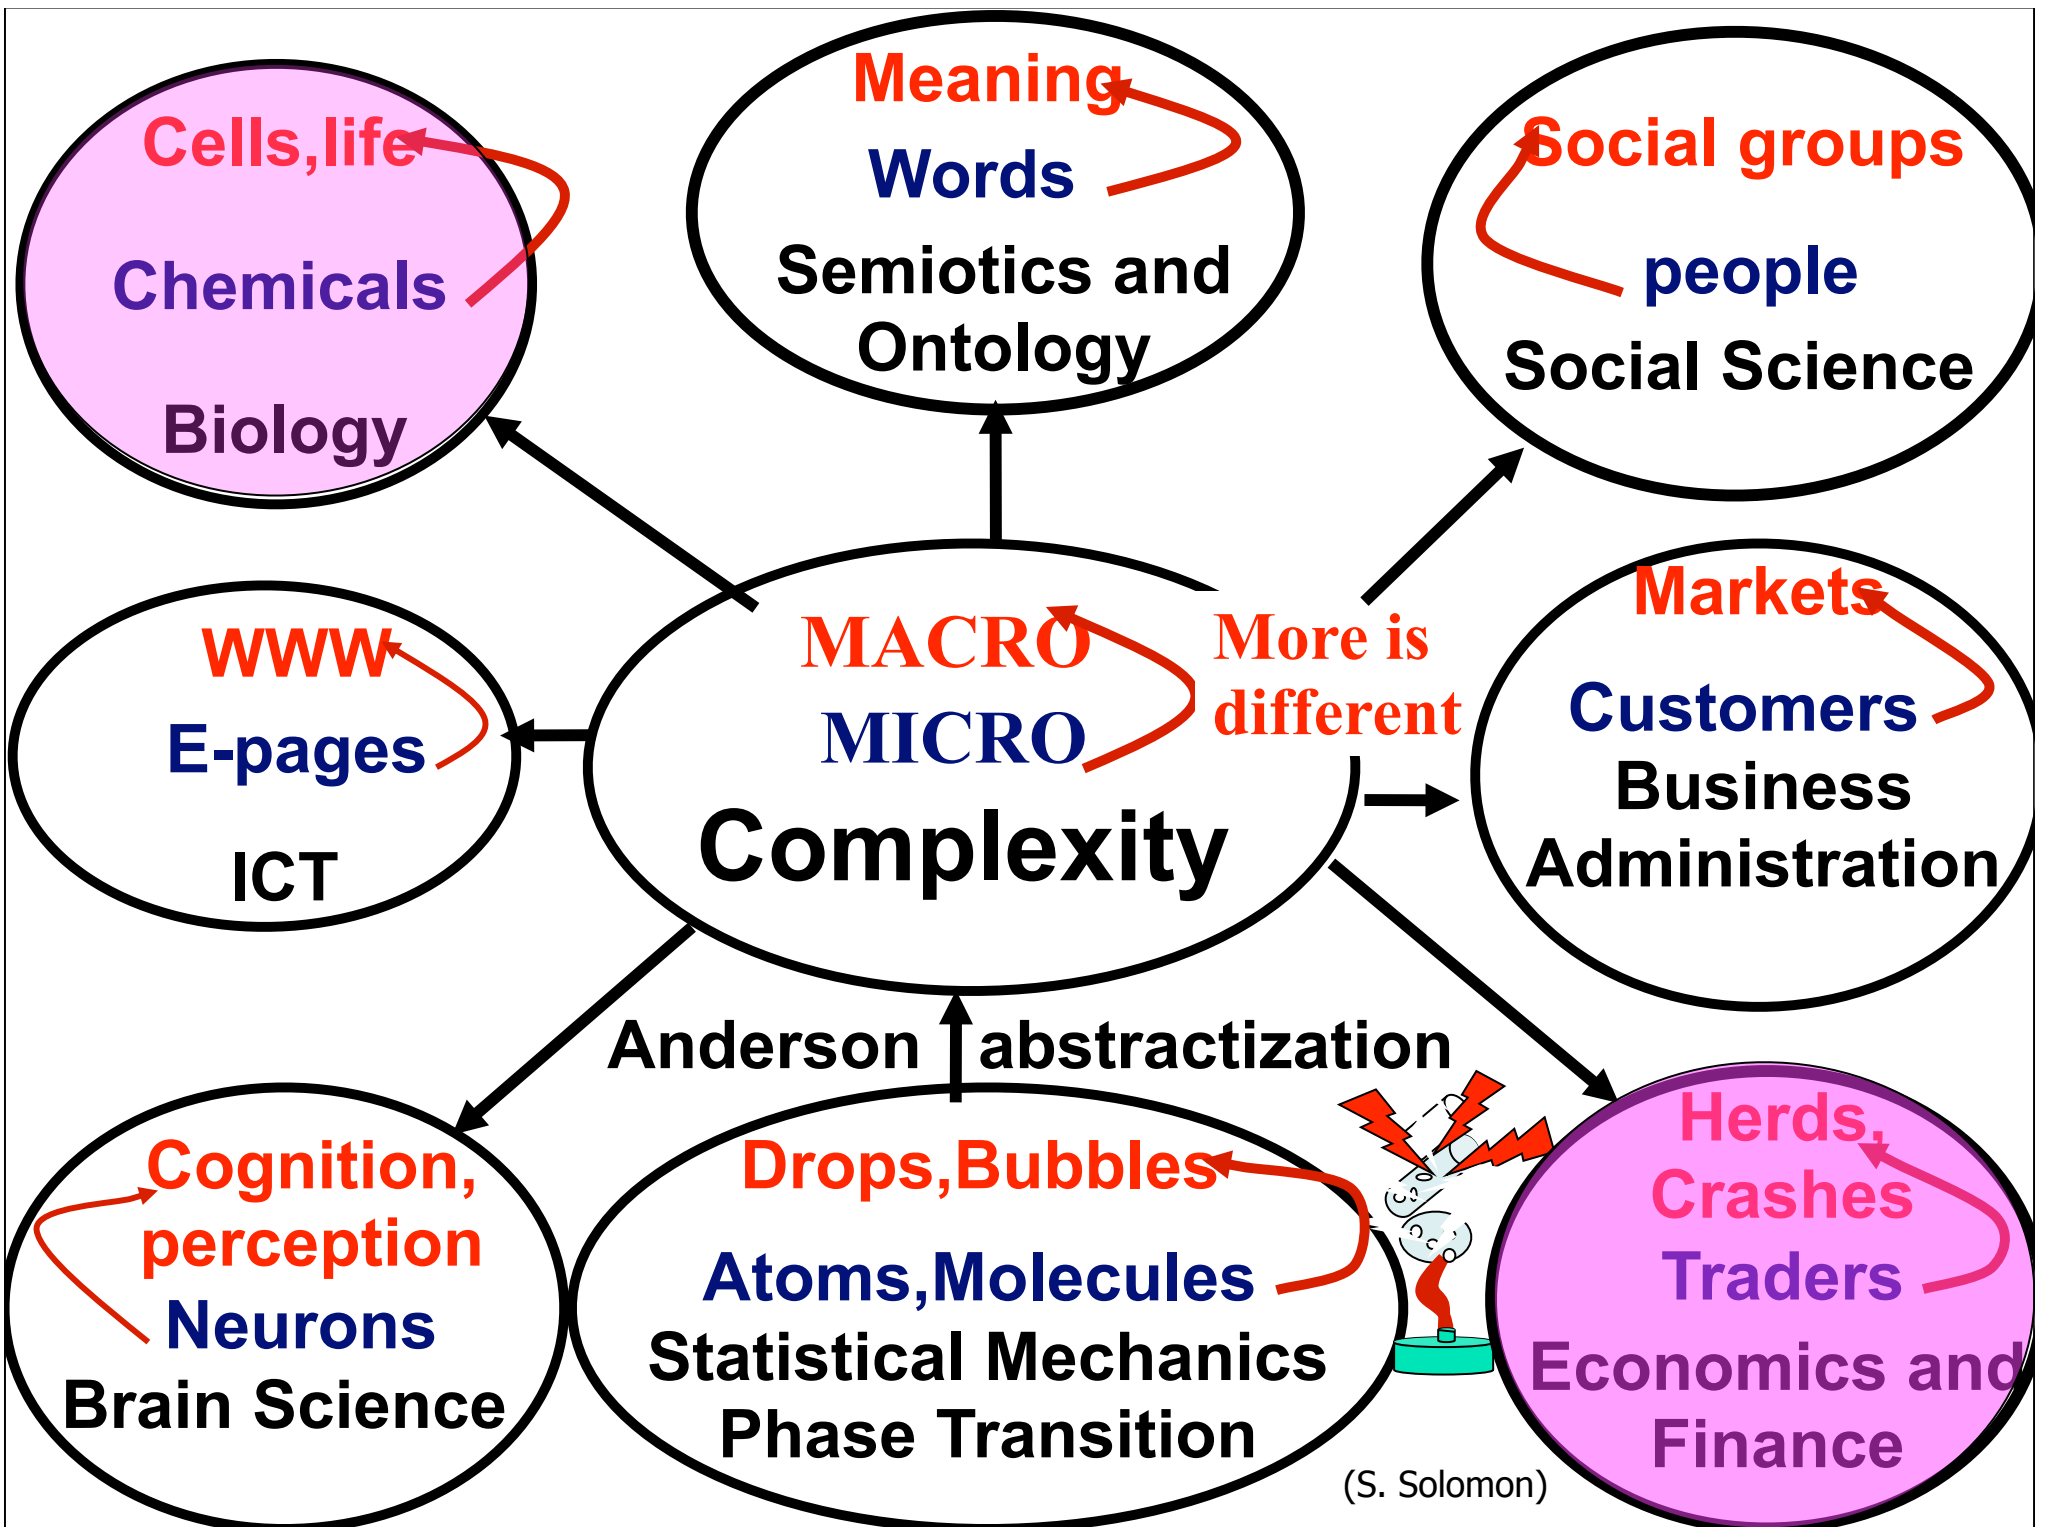 Cells,life
Chemicals
Biology
Meaning
Words
Semiotics and
Ontology
Social groups
people
Social Science
WWW
E-pages
ICT
MACRO
MICRO
Complexity
More is
different
Markets
Customers
Business
Administration
Anderson abstractization
Cognition,
perception
Neurons
Brain Science
Drops,Bubbles
Atoms,Molecules
Statistical Mechanics
Phase Transition
(S. Solomon)
Herds,
Crashes
Traders
Economics and
Finance